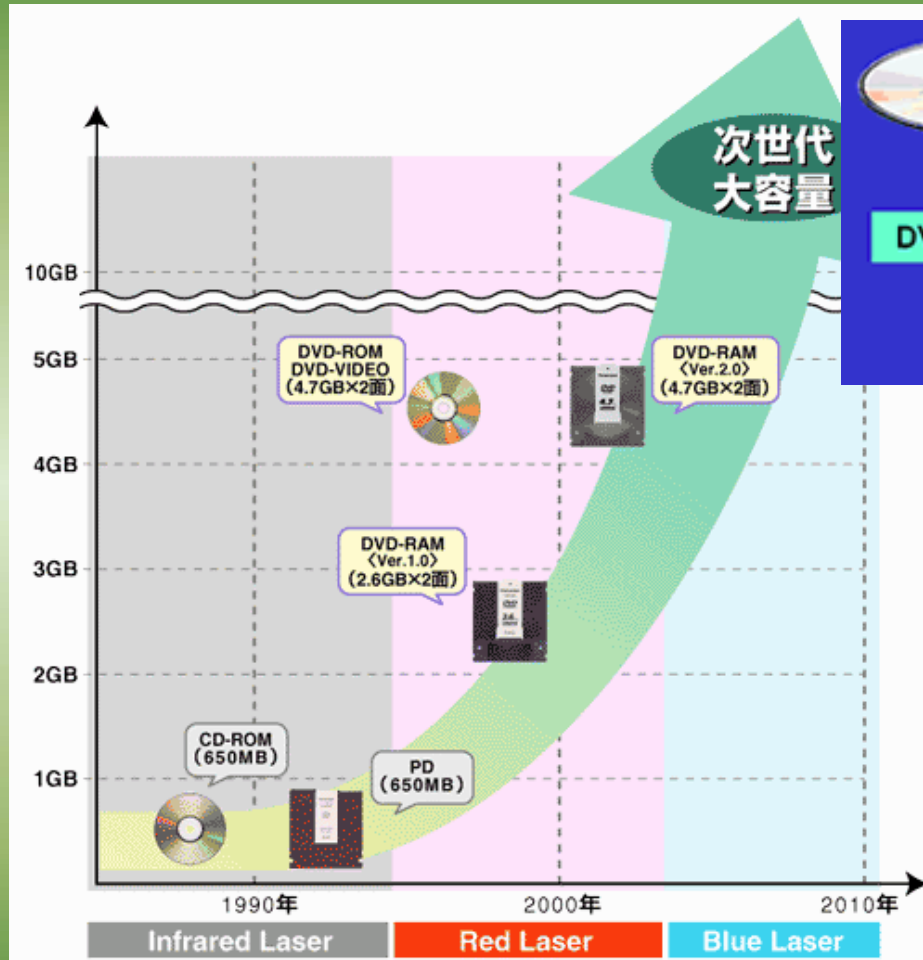 次世代
大容量
10GB
5GB
4GB
3GB
2GB
1GB
DVD-ROM
DVD-VIDEO
(4.7GB×2面)
DVD-RAM
〈Ver.2.0〉
(4.7GB×2面)
DVD-RAM
〈Ver.1.0〉
(2.6GB×2面)
CD-ROM
(650MB)
PD
(650MB)
1990年
2000年
2010年
Infrared Laser
Red Laser
Blue Laser